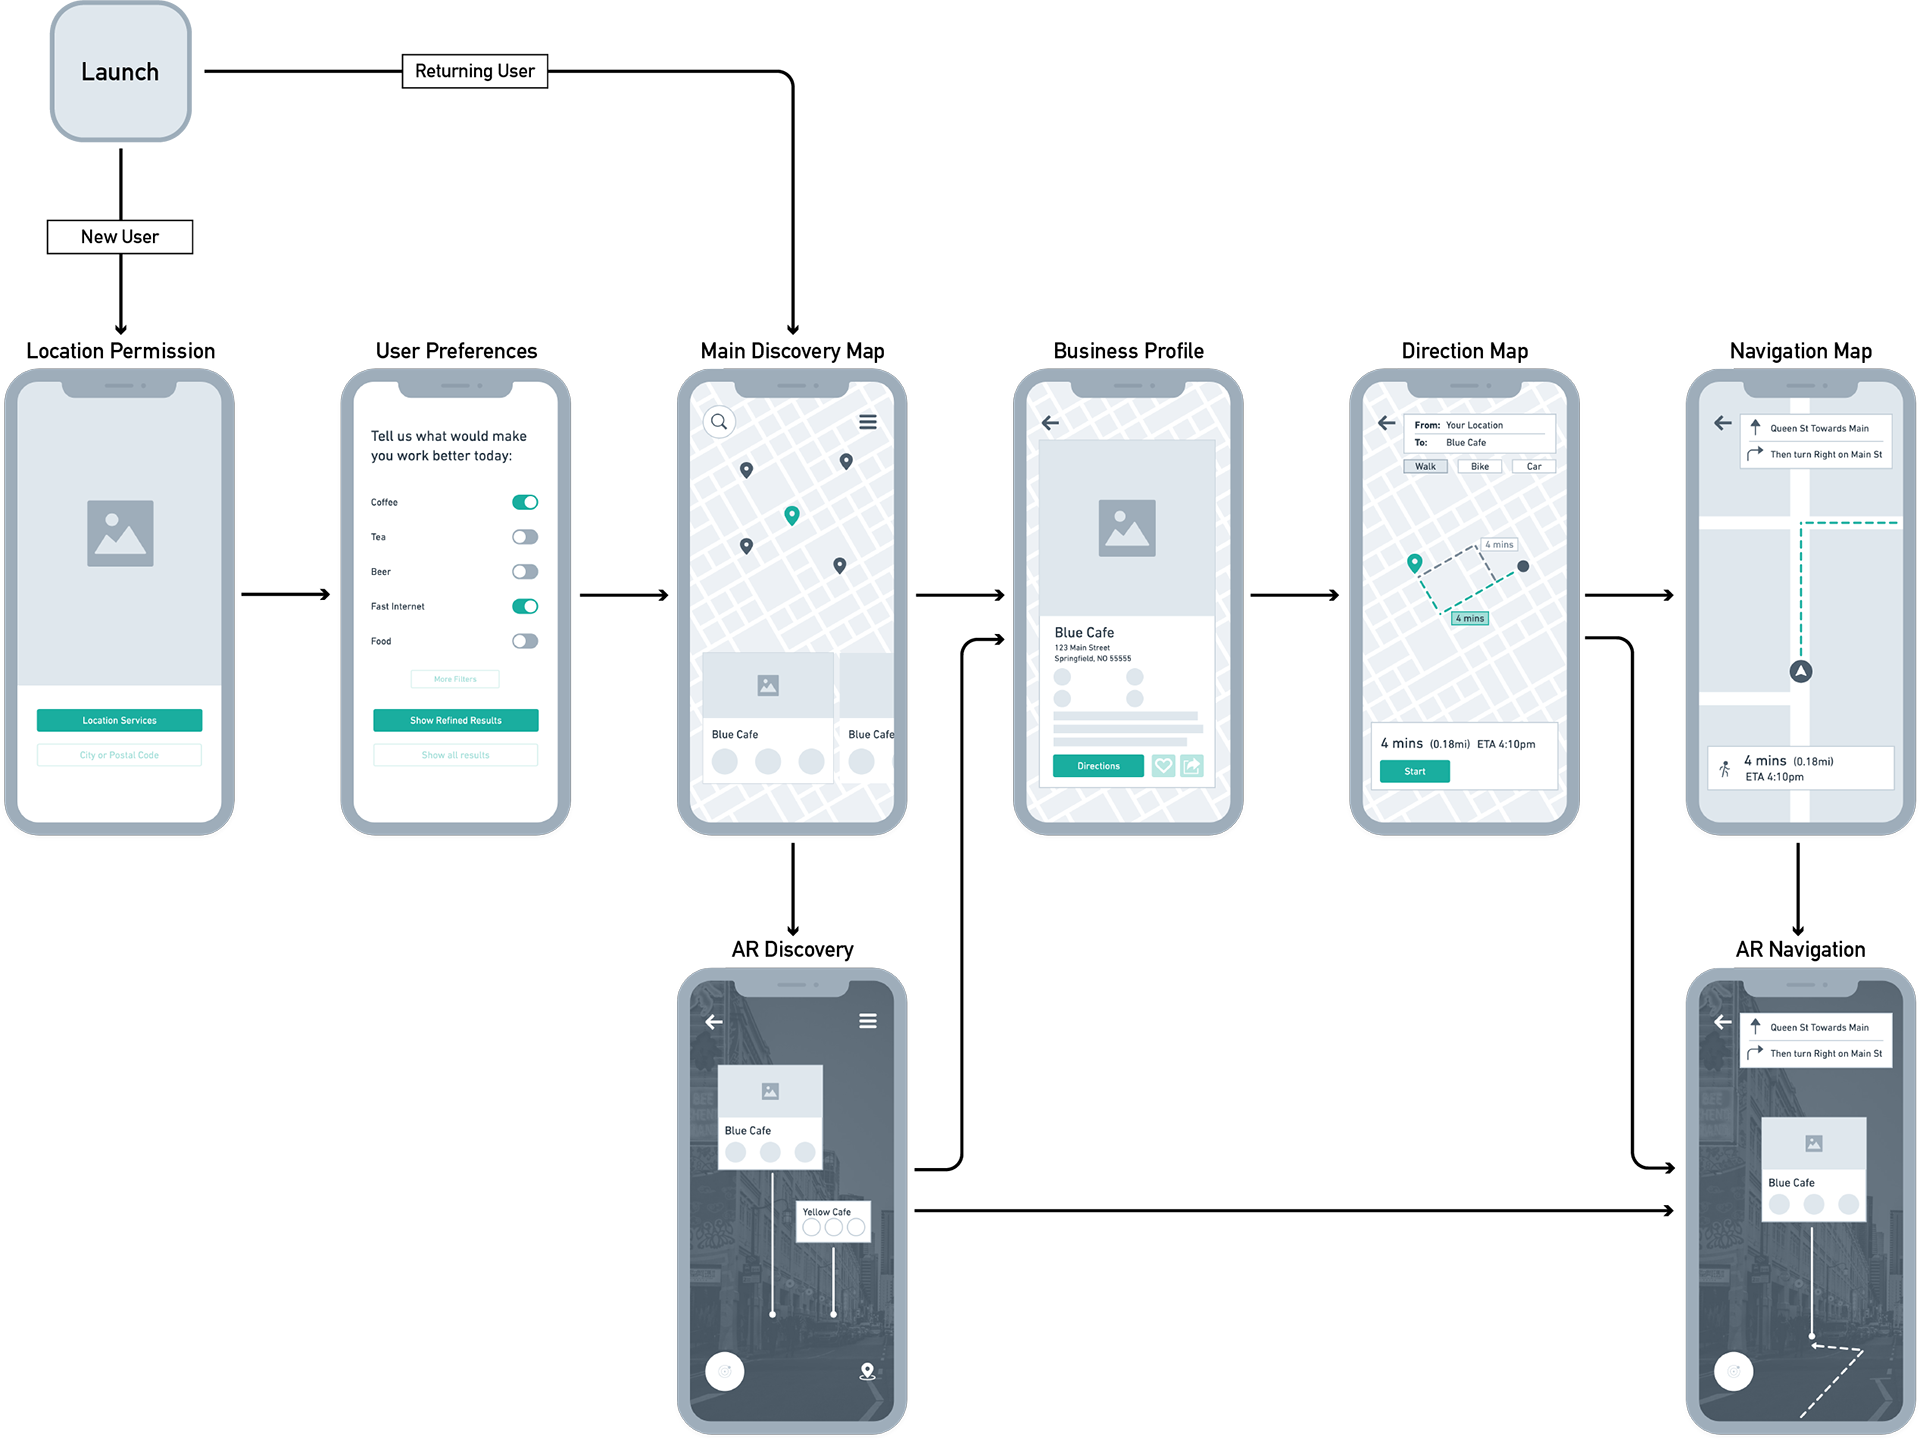 Launch
Returning User
New User
Location Permission
Location Services
City or Postal Code
User Preferences
Tell us what would make
you work better today:
Coffee
Tea
Beer
Fast Internet
Food
More Filters
Show Refined Results
Show all results
Main Discovery Map
Blue Cafe
Blue Cafe
Business Profile
Blue Cafe
123 Main Street
Springfield, NO 55555
Directions
Direction Map
From: Your Location
To: Blue Cafe
Walk Bike Car
4 mins
4 mins
4 mins (0.18mi) ETA 4:10pm
Start
Navigation Map
Queen St Towards Main
Then turn Right on Main St
4 mins (0.18mi)
ETA 4:10pm
AR Discovery
Blue Cafe
Yellow Cafe
AR Navigation
Queen St Towards Main
Then turn Right on Main St
Blue Cafe